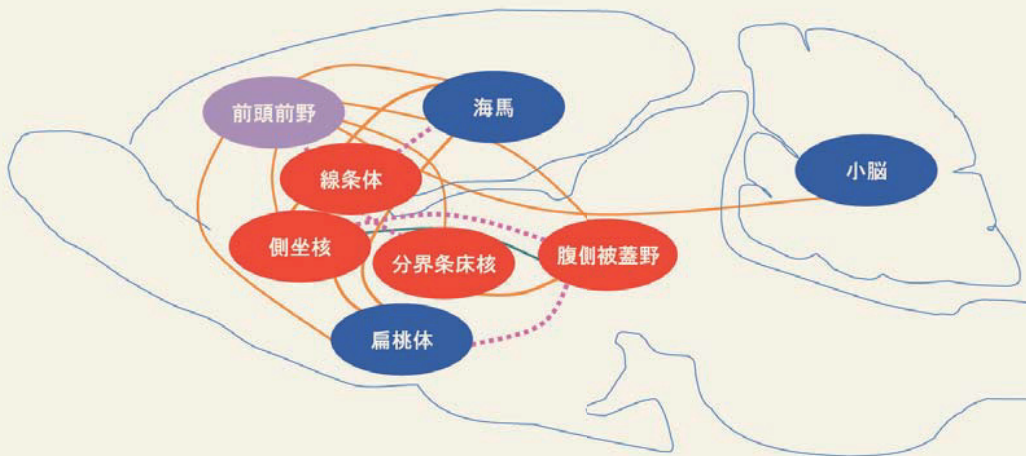 前頭前野
海馬
線条体
小脳
側坐核
分界条床核
腹側被蓋野
扁桃体